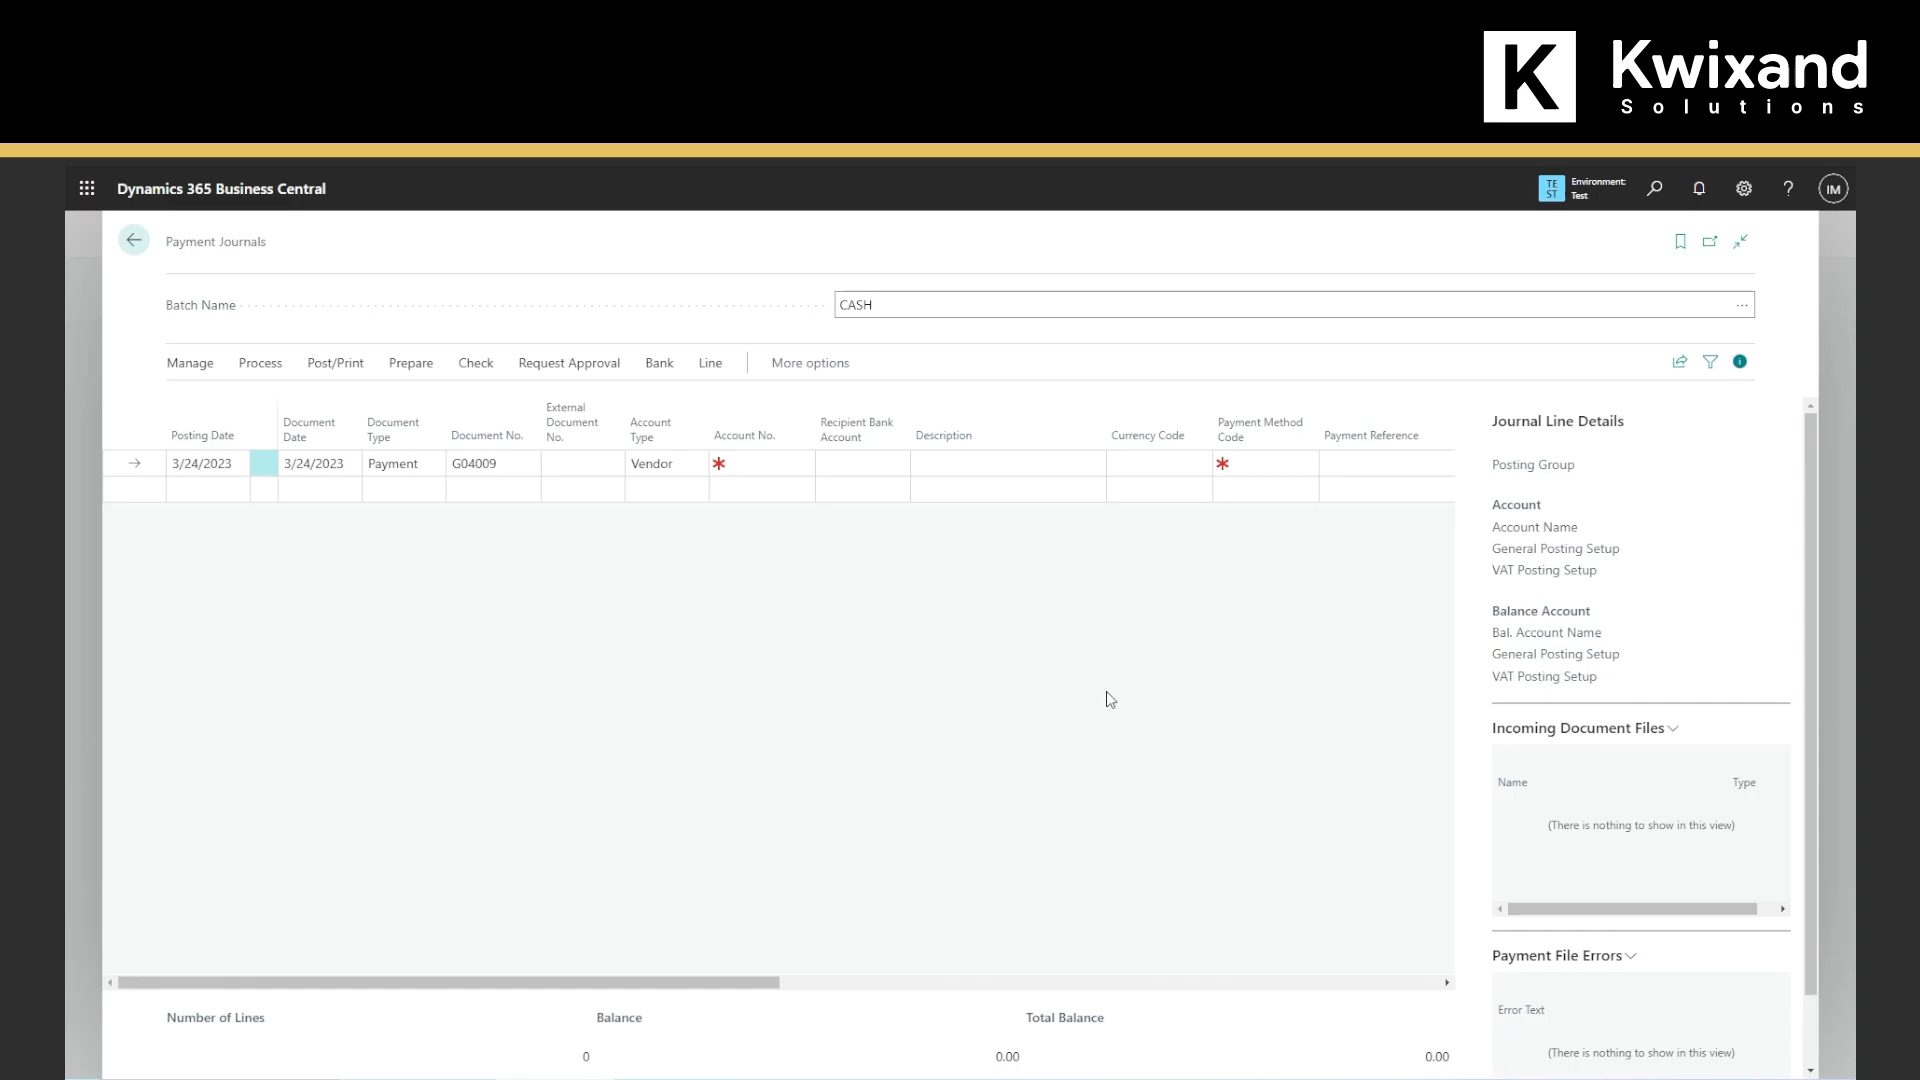 K Kwixand
Solutions
Dynamics 365 Business Central
TE
ST
Environment:
Test
?
IM
Payment Journals
Batch Name
CASH
...
Manage Process Post/Print Prepare Check Request Approval Bank Line More options
Posting Date
Document
Date
Document
Type
Document No.
External
Document
No.
Account
Type
Account No.
Recipient Bank
Account
Description
Currency Code
Payment Method
Code
Payment Reference
3/24/2023 3/24/2023 Payment G04009 Vendor * *
Journal Line Details
Posting Group
Account
Account Name
General Posting Setup
VAT Posting Setup
Balance Account
Bal. Account Name
General Posting Setup
VAT Posting Setup
Incoming Document Files
Name Type
(There is nothing to show in this view)
Payment File Errors
Error Text
(There is nothing to show in this view)
Number of Lines Balance Total Balance
0 0.00 0.00